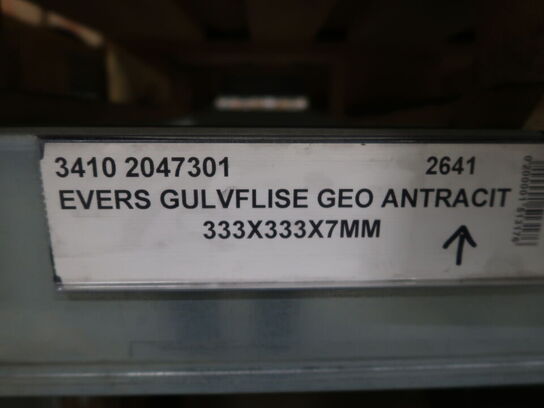 3410 2047301 2641
EVERS GULVFLISE GEO ANTRACIT
333X333X7MM